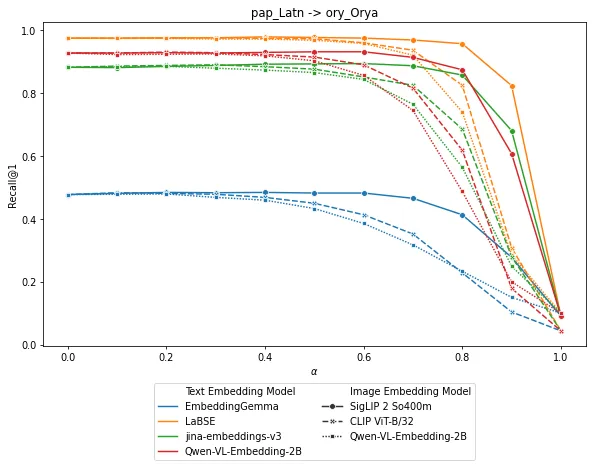 pap_Latn -> ory_Orya
Recall@1
1.0
0.8
0.6
0.4
0.2
0.0
0.0 0.2 0.4 0.6 0.8 1.0
α
Text Embedding Model Image Embedding Model
EmbeddingGemma SigLIP 2 So400m
LaBSE CLIP ViT-B/32
jina-embeddings-v3 Qwen-VL-Embedding-2B
Qwen-VL-Embedding-2B